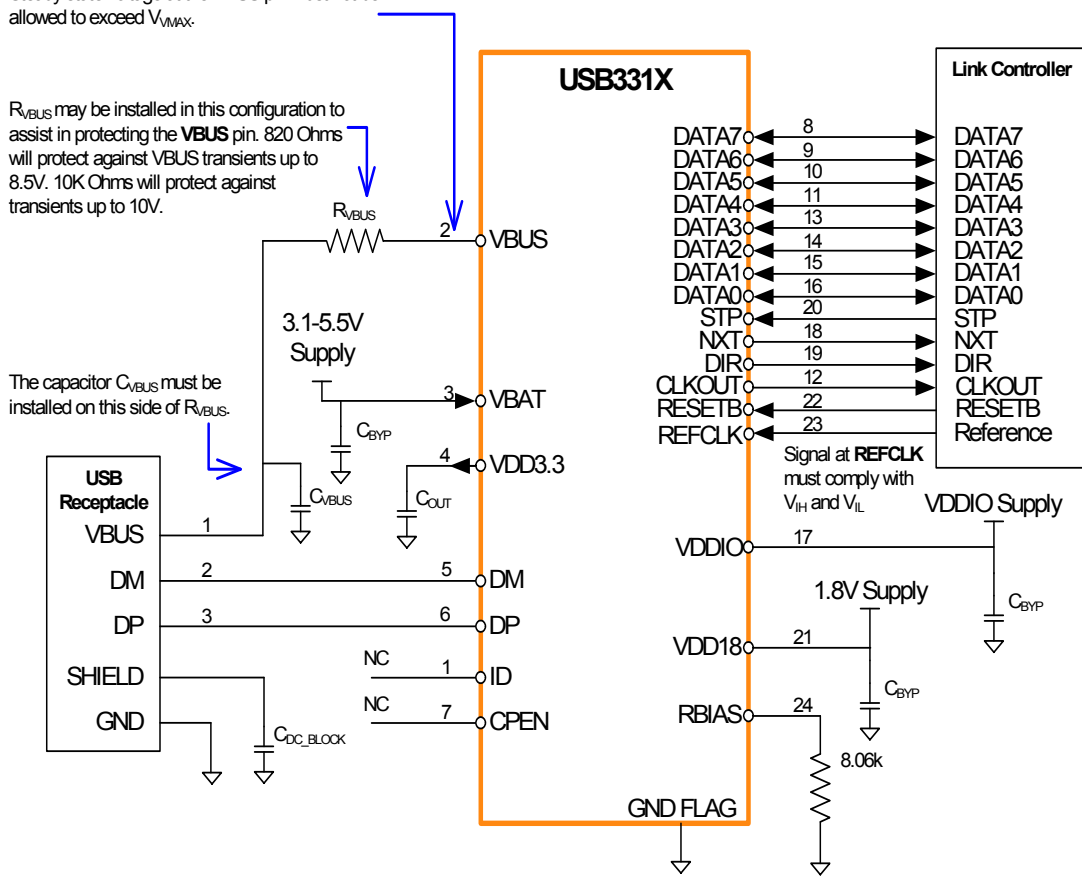 allowed to exceed VVMAX.
RVBUS may be installed in this configuration to
assist in protecting the VBUS pin. 820 Ohms
will protect against VBUS transients up to
8.5V. 10K Ohms will protect against
transients up to 10V.
RVBUS
2
VBUS
3.1-5.5V
Supply
The capacitor CVBUS must be
installed on this side of RVBUS.
3
VBAT
CBYP
4
VDD3.3
COUT
CVBUS
USB
Receptacle
VBUS
1
DM
2
5
DM
DP
3
6
DP
SHIELD
NC
1
ID
GND
NC
7
CPEN
CDC_BLOCK
USB331X
Link Controller
DATA7
8
DATA7
DATA6
9
DATA6
DATA5
10
DATA5
DATA4
11
DATA4
DATA3
13
DATA3
DATA2
14
DATA2
DATA1
15
DATA1
DATA0
16
DATA0
STP
20
STP
NXT
18
NXT
DIR
19
DIR
CLKOUT
12
CLKOUT
RESETB
22
RESETB
REFCLK
23
Reference
Signal at REFCLK
must comply with
VIH and VIL
VDDIO Supply
VDDIO
17
CBYP
1.8V Supply
VDD18
21
CBYP
RBIAS
24
8.06k
GND FLAG